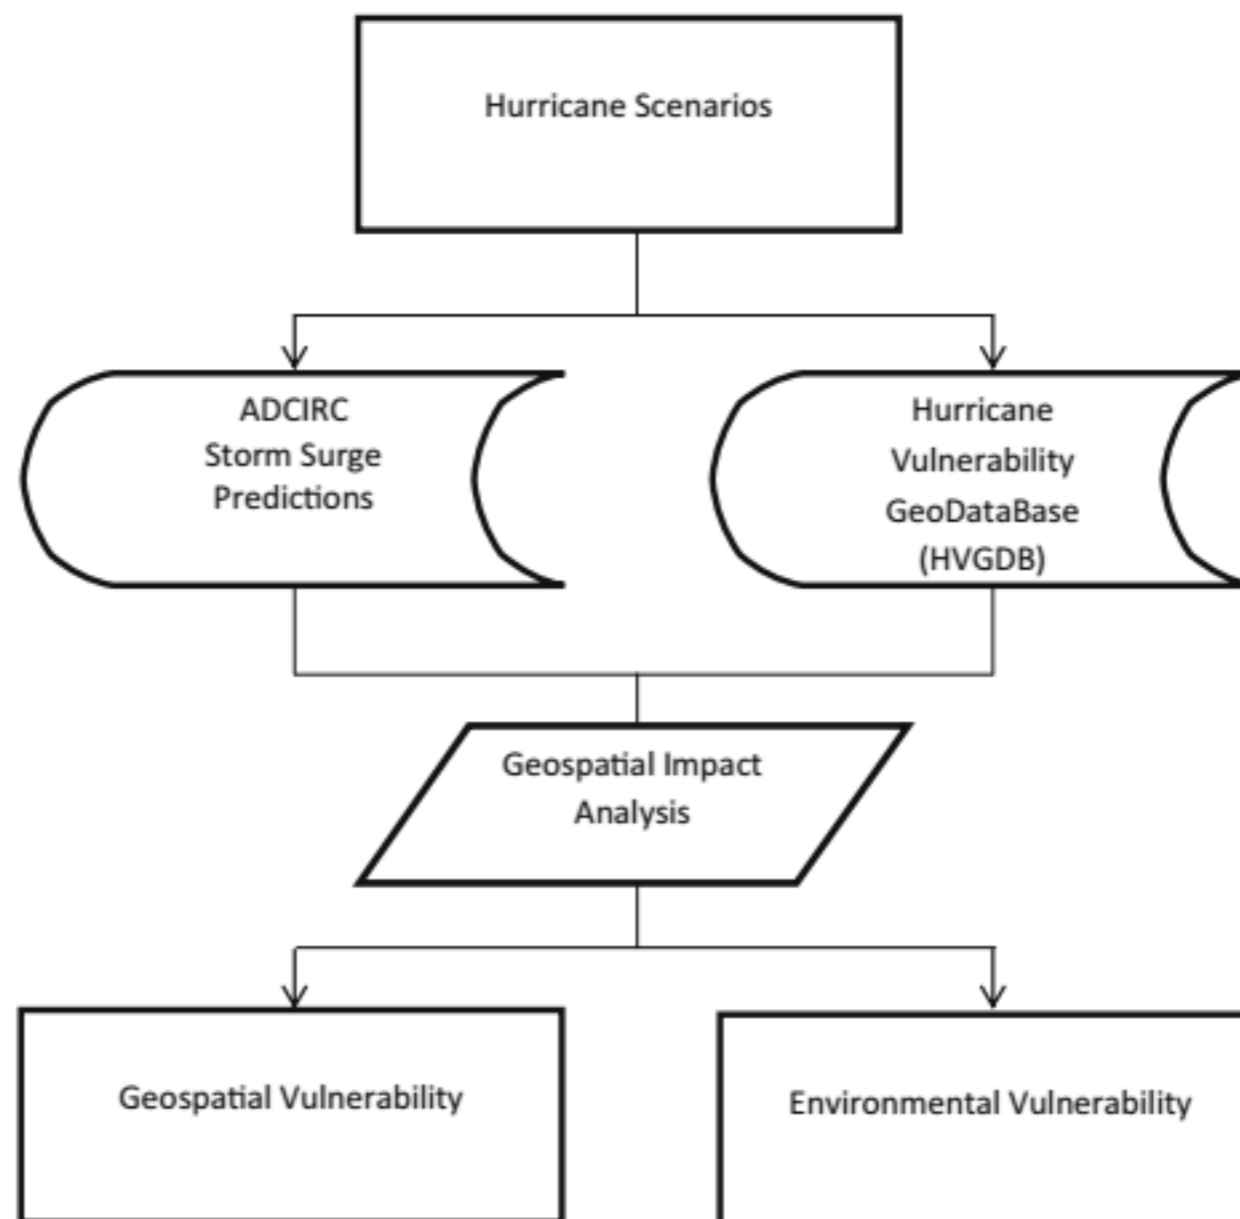 Hurricane Scenarios
ADCIRC
Storm Surge
Predictions
Hurricane
Vulnerability
GeoDataBase
(HVGDB)
Geospatial Impact
Analysis
Geospatial Vulnerability
Environmental Vulnerability